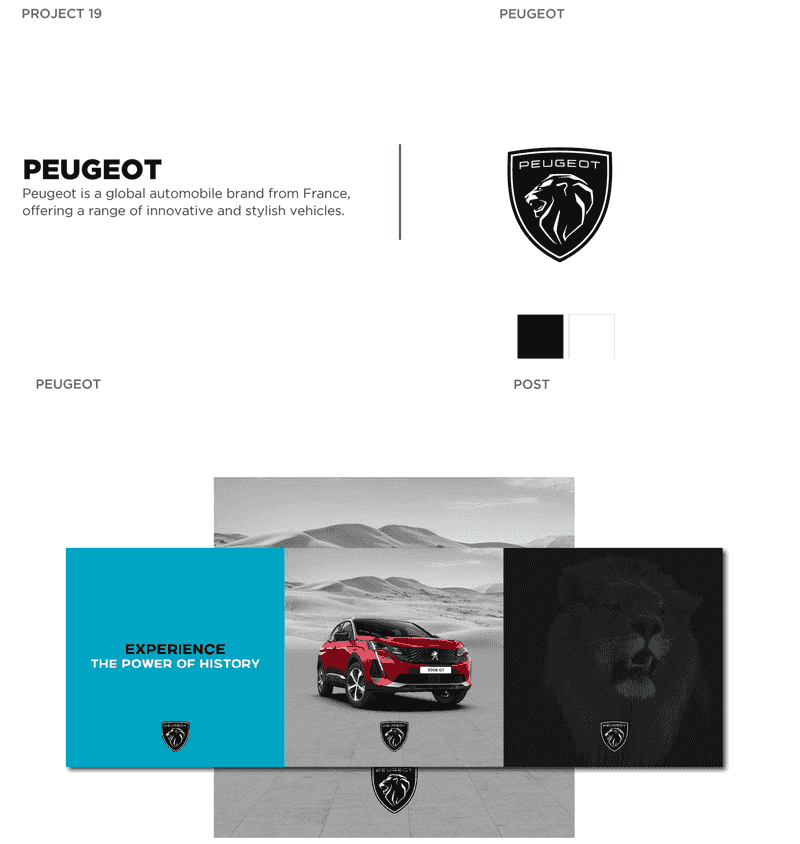 PROJECT 19
PEUGEOT
PEUGEOT
Peugeot is a global automobile brand from France,
offering a range of innovative and stylish vehicles.
PEUGEOT
PEUGEOT
POST
EXPERIENCE
THE POWER OF HISTORY
3008 GT
PEUGEOT
PEUGEOT
PEUGEOT
PEUGEOT